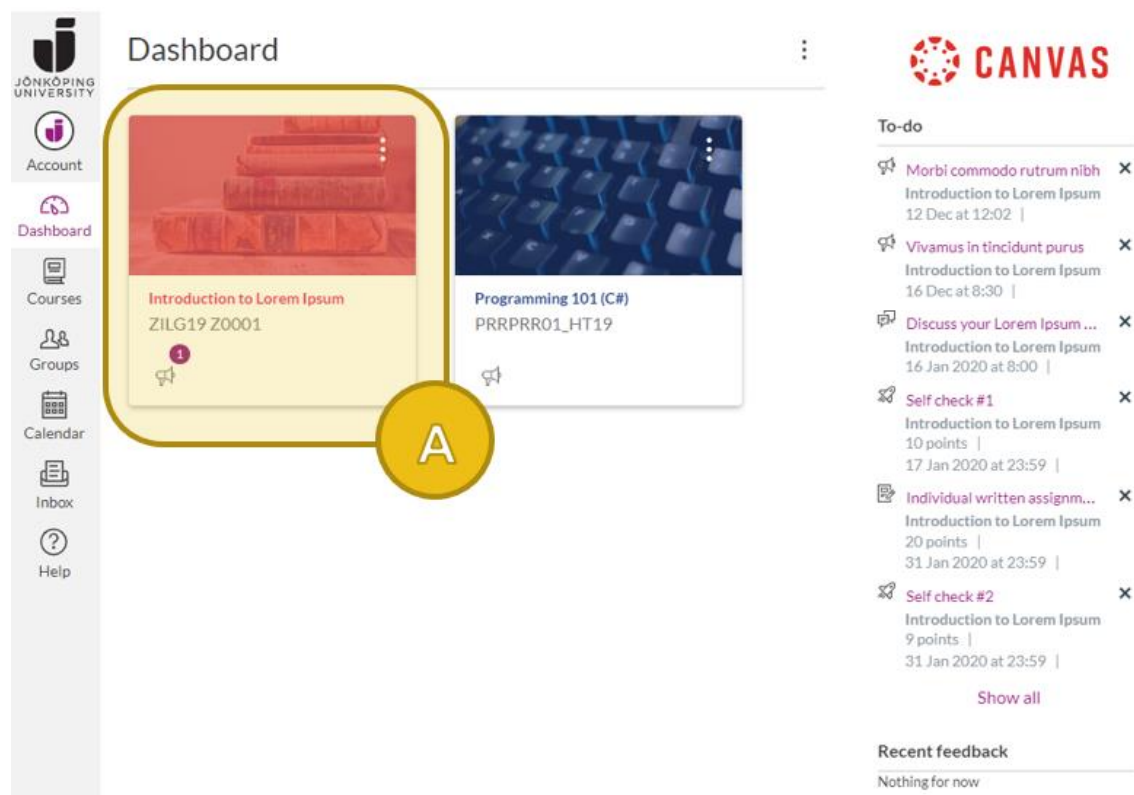 JÖNKÖPING
UNIVERSITY
Account
Dashboard
Courses
Groups
Calendar
Inbox
Help
Dashboard
Introduction to Lorem Ipsum
ZILG19 Z0001
1
A
Programming 101 (C#)
PRRPRR01_HT19
CANVAS
To-do
Morbi commodo rutrum nibh
Introduction to Lorem Ipsum
12 Dec at 12:02 |
Vivamus in tincidunt purus
Introduction to Lorem Ipsum
16 Dec at 8:30 |
Discuss your Lorem Ipsum ...
Introduction to Lorem Ipsum
16 Jan 2020 at 8:00 |
Self check #1
Introduction to Lorem Ipsum
10 points |
17 Jan 2020 at 23:59 |
Individual written assignm...
Introduction to Lorem Ipsum
20 points |
31 Jan 2020 at 23:59 |
Self check #2
Introduction to Lorem Ipsum
9 points |
31 Jan 2020 at 23:59 |
Show all
Recent feedback
Nothing for now